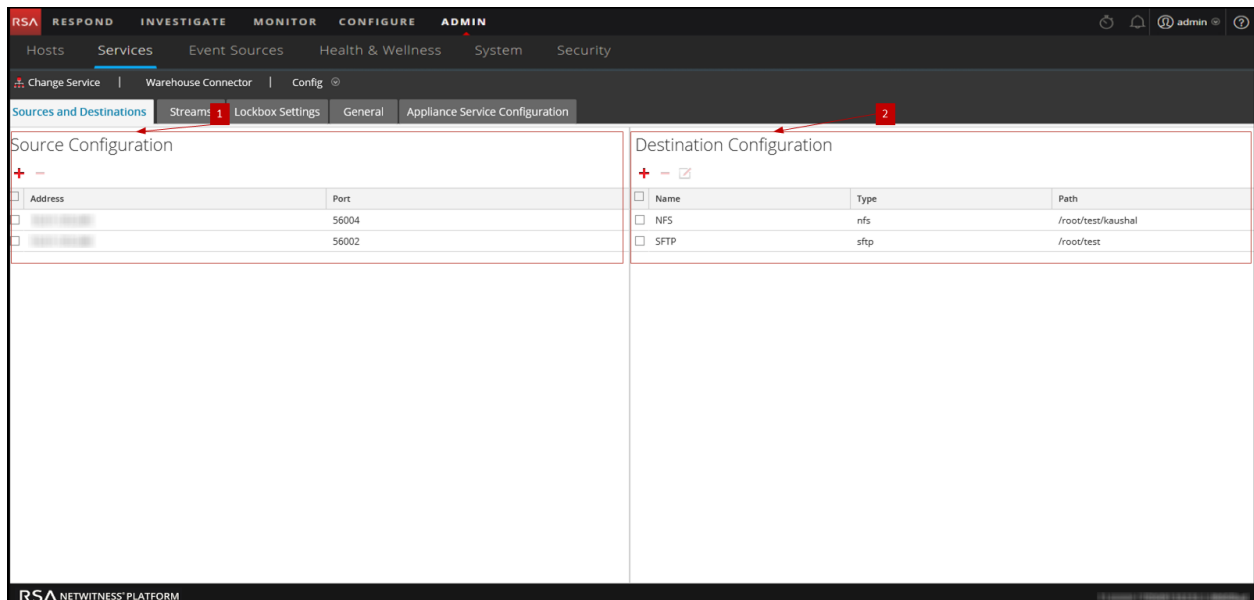 RSA RESPOND INVESTIGATE MONITOR CONFIGURE ADMIN admin ?
Hosts Services Event Sources Health & Wellness System Security
Change Service | Warehouse Connector | Config
Sources and Destinations Streams 1 Lockbox Settings General Appliance Service Configuration 2
Source Configuration
Address Port
56004
56002
Destination Configuration
Name Type Path
NFS nfs /root/test/kaushal
SFTP sftp /root/test
RSA NETWITNESS® PLATFORM